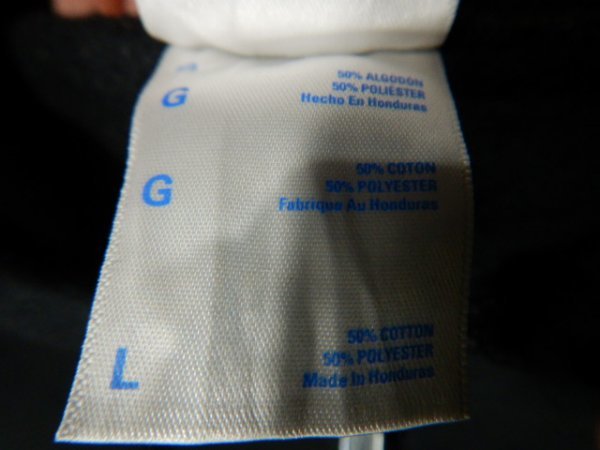 50% ALGODON
50% POLIÉSTER
G
Hecho En Honduras
50% COTON
G
50% POLYESTER
Fabrique Au Honduras
50% COTTON
50% POLYESTER
L
Made In Honduras